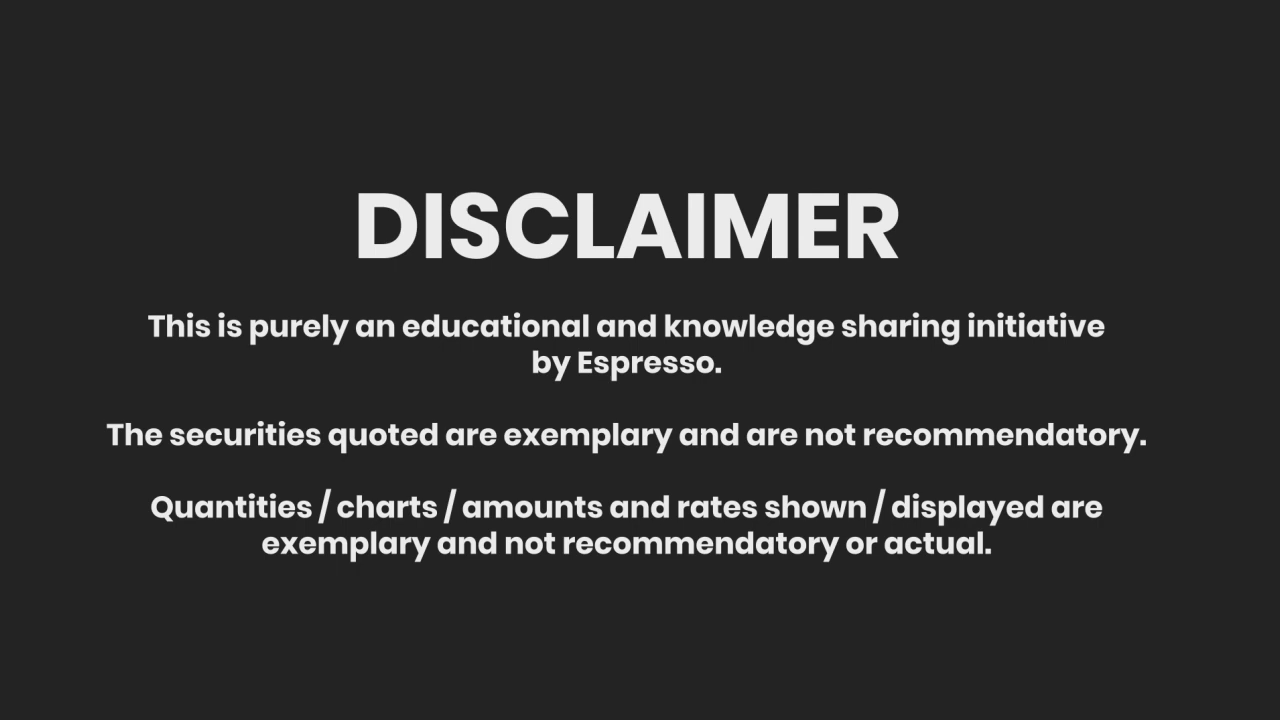 DISCLAIMER
This is purely an educational and knowledge sharing initiative
by Espresso.
The securities quoted are exemplary and are not recommendatory.
Quantities / charts / amounts and rates shown / displayed are
exemplary and not recommendatory or actual.